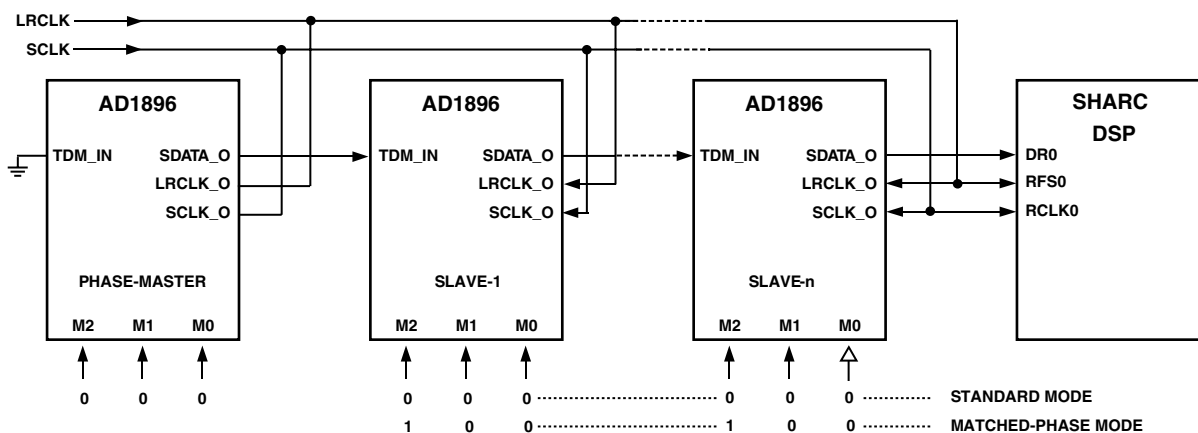 LRCLK
SCLK
AD1896
TDM_IN
SDATA_O
LRCLK_O
SCLK_O
PHASE-MASTER
M2 M1 M0
0 0 0
AD1896
TDM_IN
SDATA_O
LRCLK_O
SCLK_O
SLAVE-1
M2 M1 M0
AD1896
TDM_IN
SDATA_O
LRCLK_O
SCLK_O
SLAVE-n
M2 M1 M0
SHARC
DSP
DR0
RFS0
RCLK0
0 0 0 0 0 0 STANDARD MODE
1 0 0 1 0 0 MATCHED-PHASE MODE